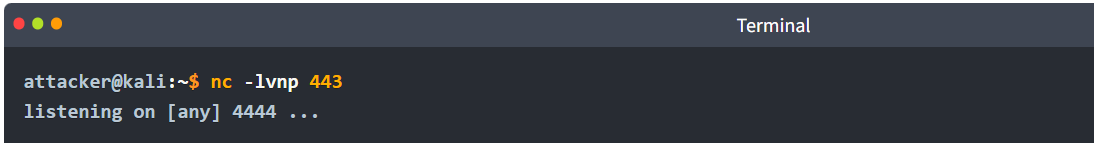 Terminal
attacker@kali:~$ nc -lvnp 443
listening on [any] 4444 ...